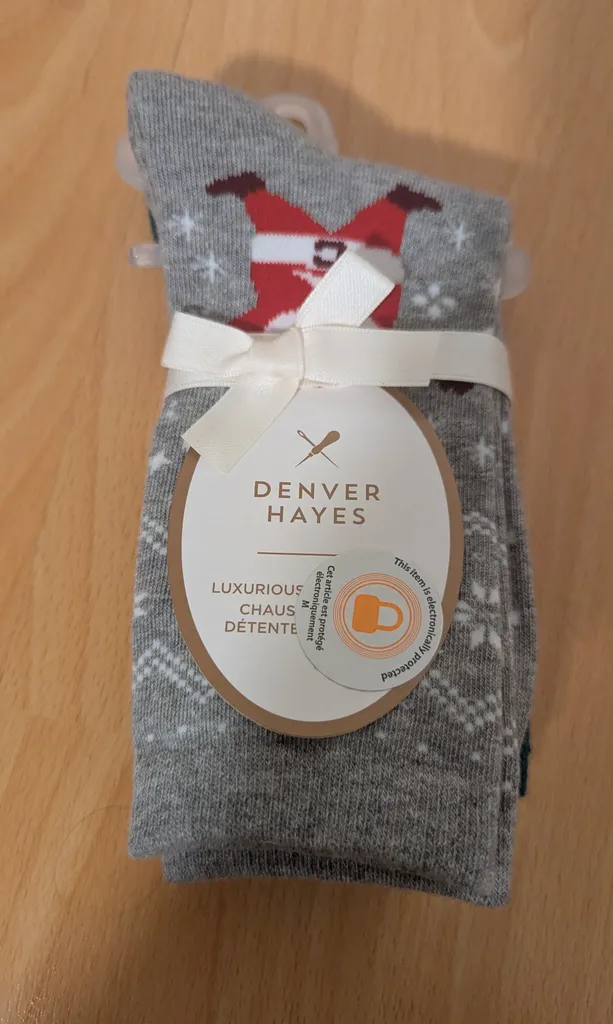 DENVER
HAYES
LUXURIOUS
CHAUS
DÉTENTE
This item is electronically protected
Cet article est protégé
électroniquement
M